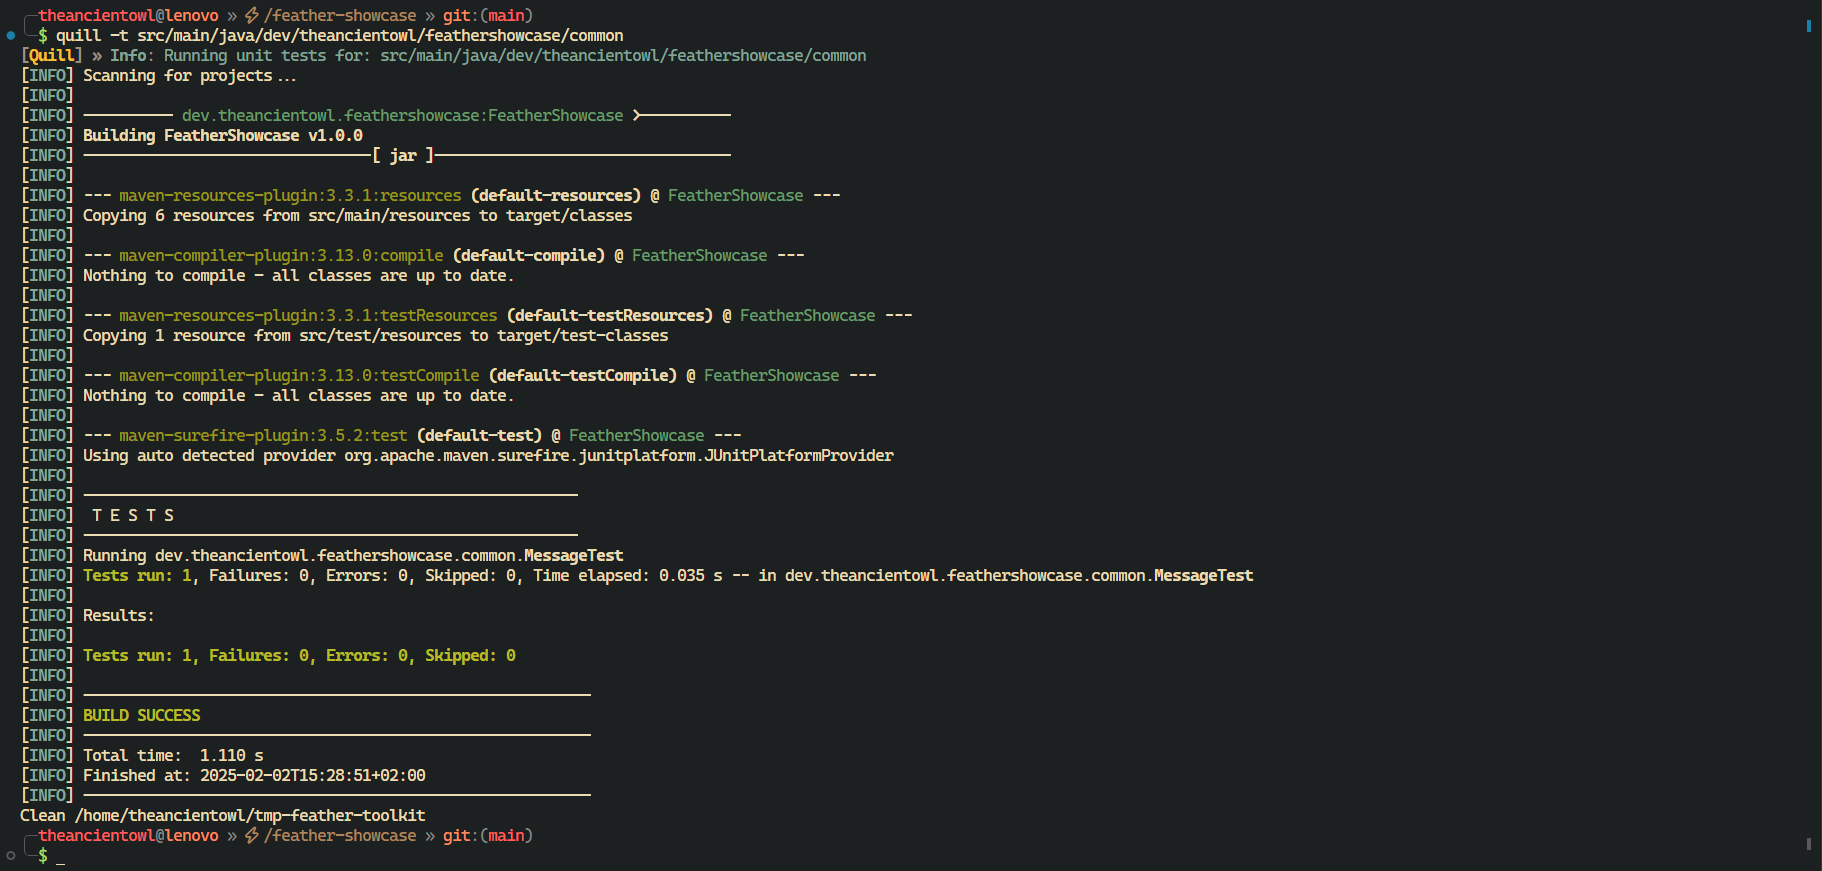 theancientowl@lenovo » ⚡/feather-showcase » git:(main)
$ quill -t src/main/java/dev/theancientowl/feathershowcase/common
[Quill] » Info: Running unit tests for: src/main/java/dev/theancientowl/feathershowcase/common
[INFO] Scanning for projects...
[INFO]
[INFO] ---------- dev.theancientowl.feathershowcase:FeatherShowcase >----------
[INFO] Building FeatherShowcase v1.0.0
[INFO] --------------------------------[ jar ]---------------------------------
[INFO]
[INFO] --- maven-resources-plugin:3.3.1:resources (default-resources) @ FeatherShowcase ---
[INFO] Copying 6 resources from src/main/resources to target/classes
[INFO]
[INFO] --- maven-compiler-plugin:3.13.0:compile (default-compile) @ FeatherShowcase ---
[INFO] Nothing to compile - all classes are up to date.
[INFO]
[INFO] --- maven-resources-plugin:3.3.1:testResources (default-testResources) @ FeatherShowcase ---
[INFO] Copying 1 resource from src/test/resources to target/test-classes
[INFO]
[INFO] --- maven-compiler-plugin:3.13.0:testCompile (default-testCompile) @ FeatherShowcase ---
[INFO] Nothing to compile - all classes are up to date.
[INFO]
[INFO] --- maven-surefire-plugin:3.5.2:test (default-test) @ FeatherShowcase ---
[INFO] Using auto detected provider org.apache.maven.surefire.junitplatform.JUnitPlatformProvider
[INFO]
[INFO] -------------------------------------------------------
[INFO]  T E S T S
[INFO] -------------------------------------------------------
[INFO] Running dev.theancientowl.feathershowcase.common.MessageTest
[INFO] Tests run: 1, Failures: 0, Errors: 0, Skipped: 0, Time elapsed: 0.035 s -- in dev.theancientowl.feathershowcase.common.MessageTest
[INFO]
[INFO] Results:
[INFO]
[INFO] Tests run: 1, Failures: 0, Errors: 0, Skipped: 0
[INFO]
[INFO] --------------------------------------------------------
[INFO] BUILD SUCCESS
[INFO] --------------------------------------------------------
[INFO] Total time:  1.110 s
[INFO] Finished at: 2025-02-02T15:28:51+02:00
[INFO] --------------------------------------------------------
Clean /home/theancientowl/tmp-feather-toolkit
theancientowl@lenovo » ⚡/feather-showcase » git:(main)
$ _